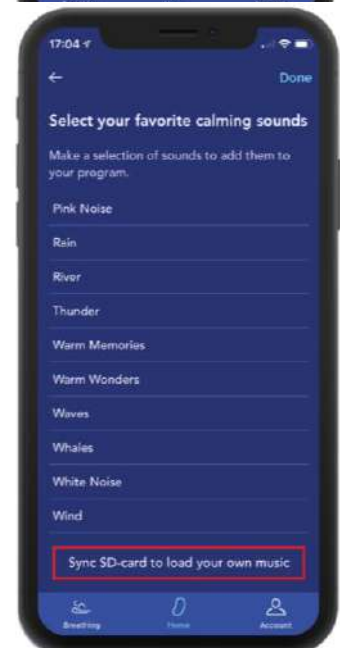 17:04
Done
Select your favorite calming sounds
Make a selection of sounds to add them to
your program.
Pink Noise
Rain
River
Thunder
Warm Memories
Warm Wonders
Waves
Whales
White Noise
Wind
Sync SD-card to load your own music
Breathing Home Account